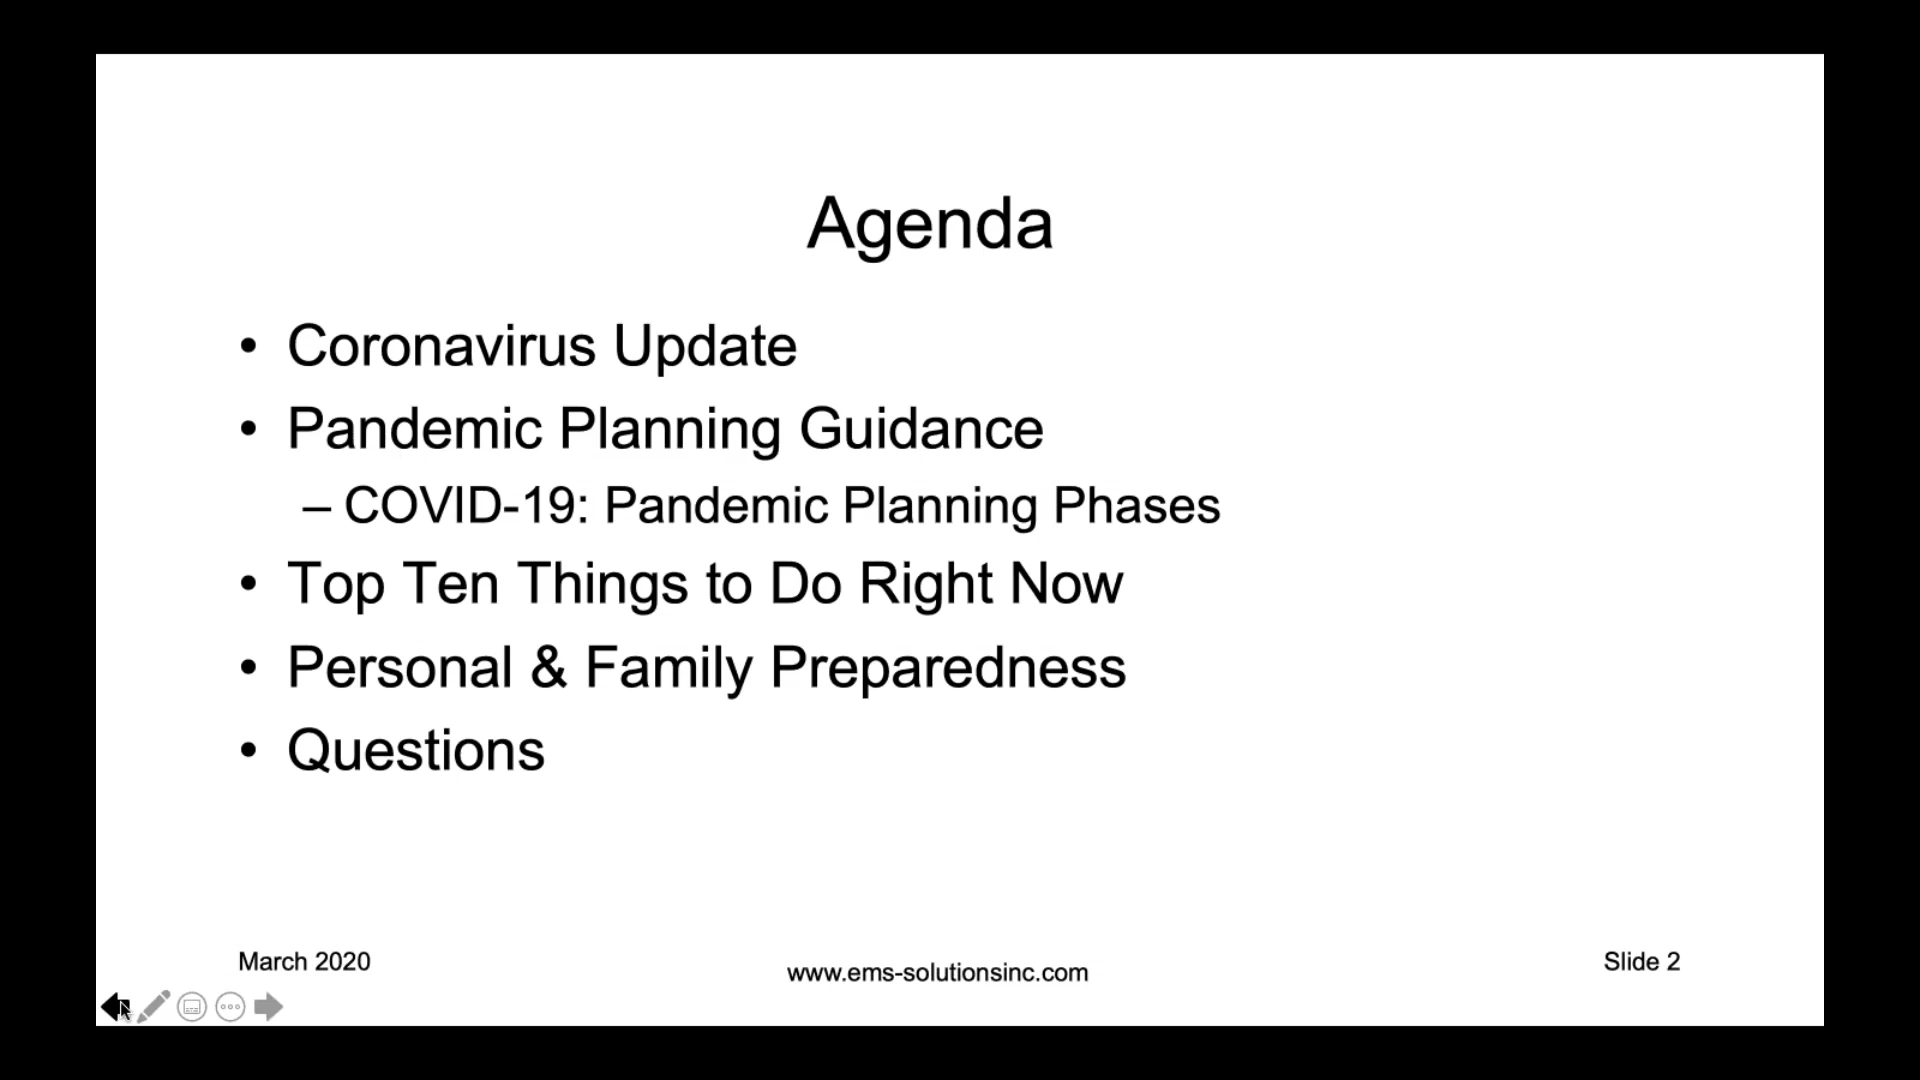 Agenda
• Coronavirus Update
• Pandemic Planning Guidance
– COVID-19: Pandemic Planning Phases
• Top Ten Things to Do Right Now
• Personal & Family Preparedness
• Questions
March 2020
www.ems-solutionsinc.com
Slide 2